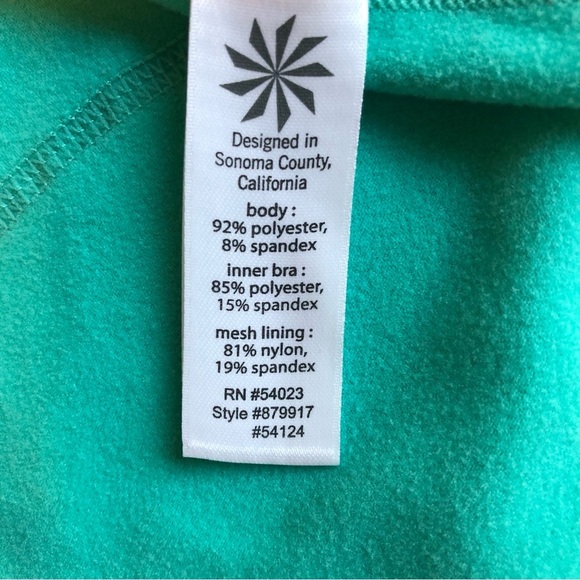 Designed in
Sonoma County,
California
body :
92% polyester,
8% spandex
inner bra :
85% polyester,
15% spandex
mesh lining :
81% nylon,
19% spandex
RN #54023
Style #879917
#54124